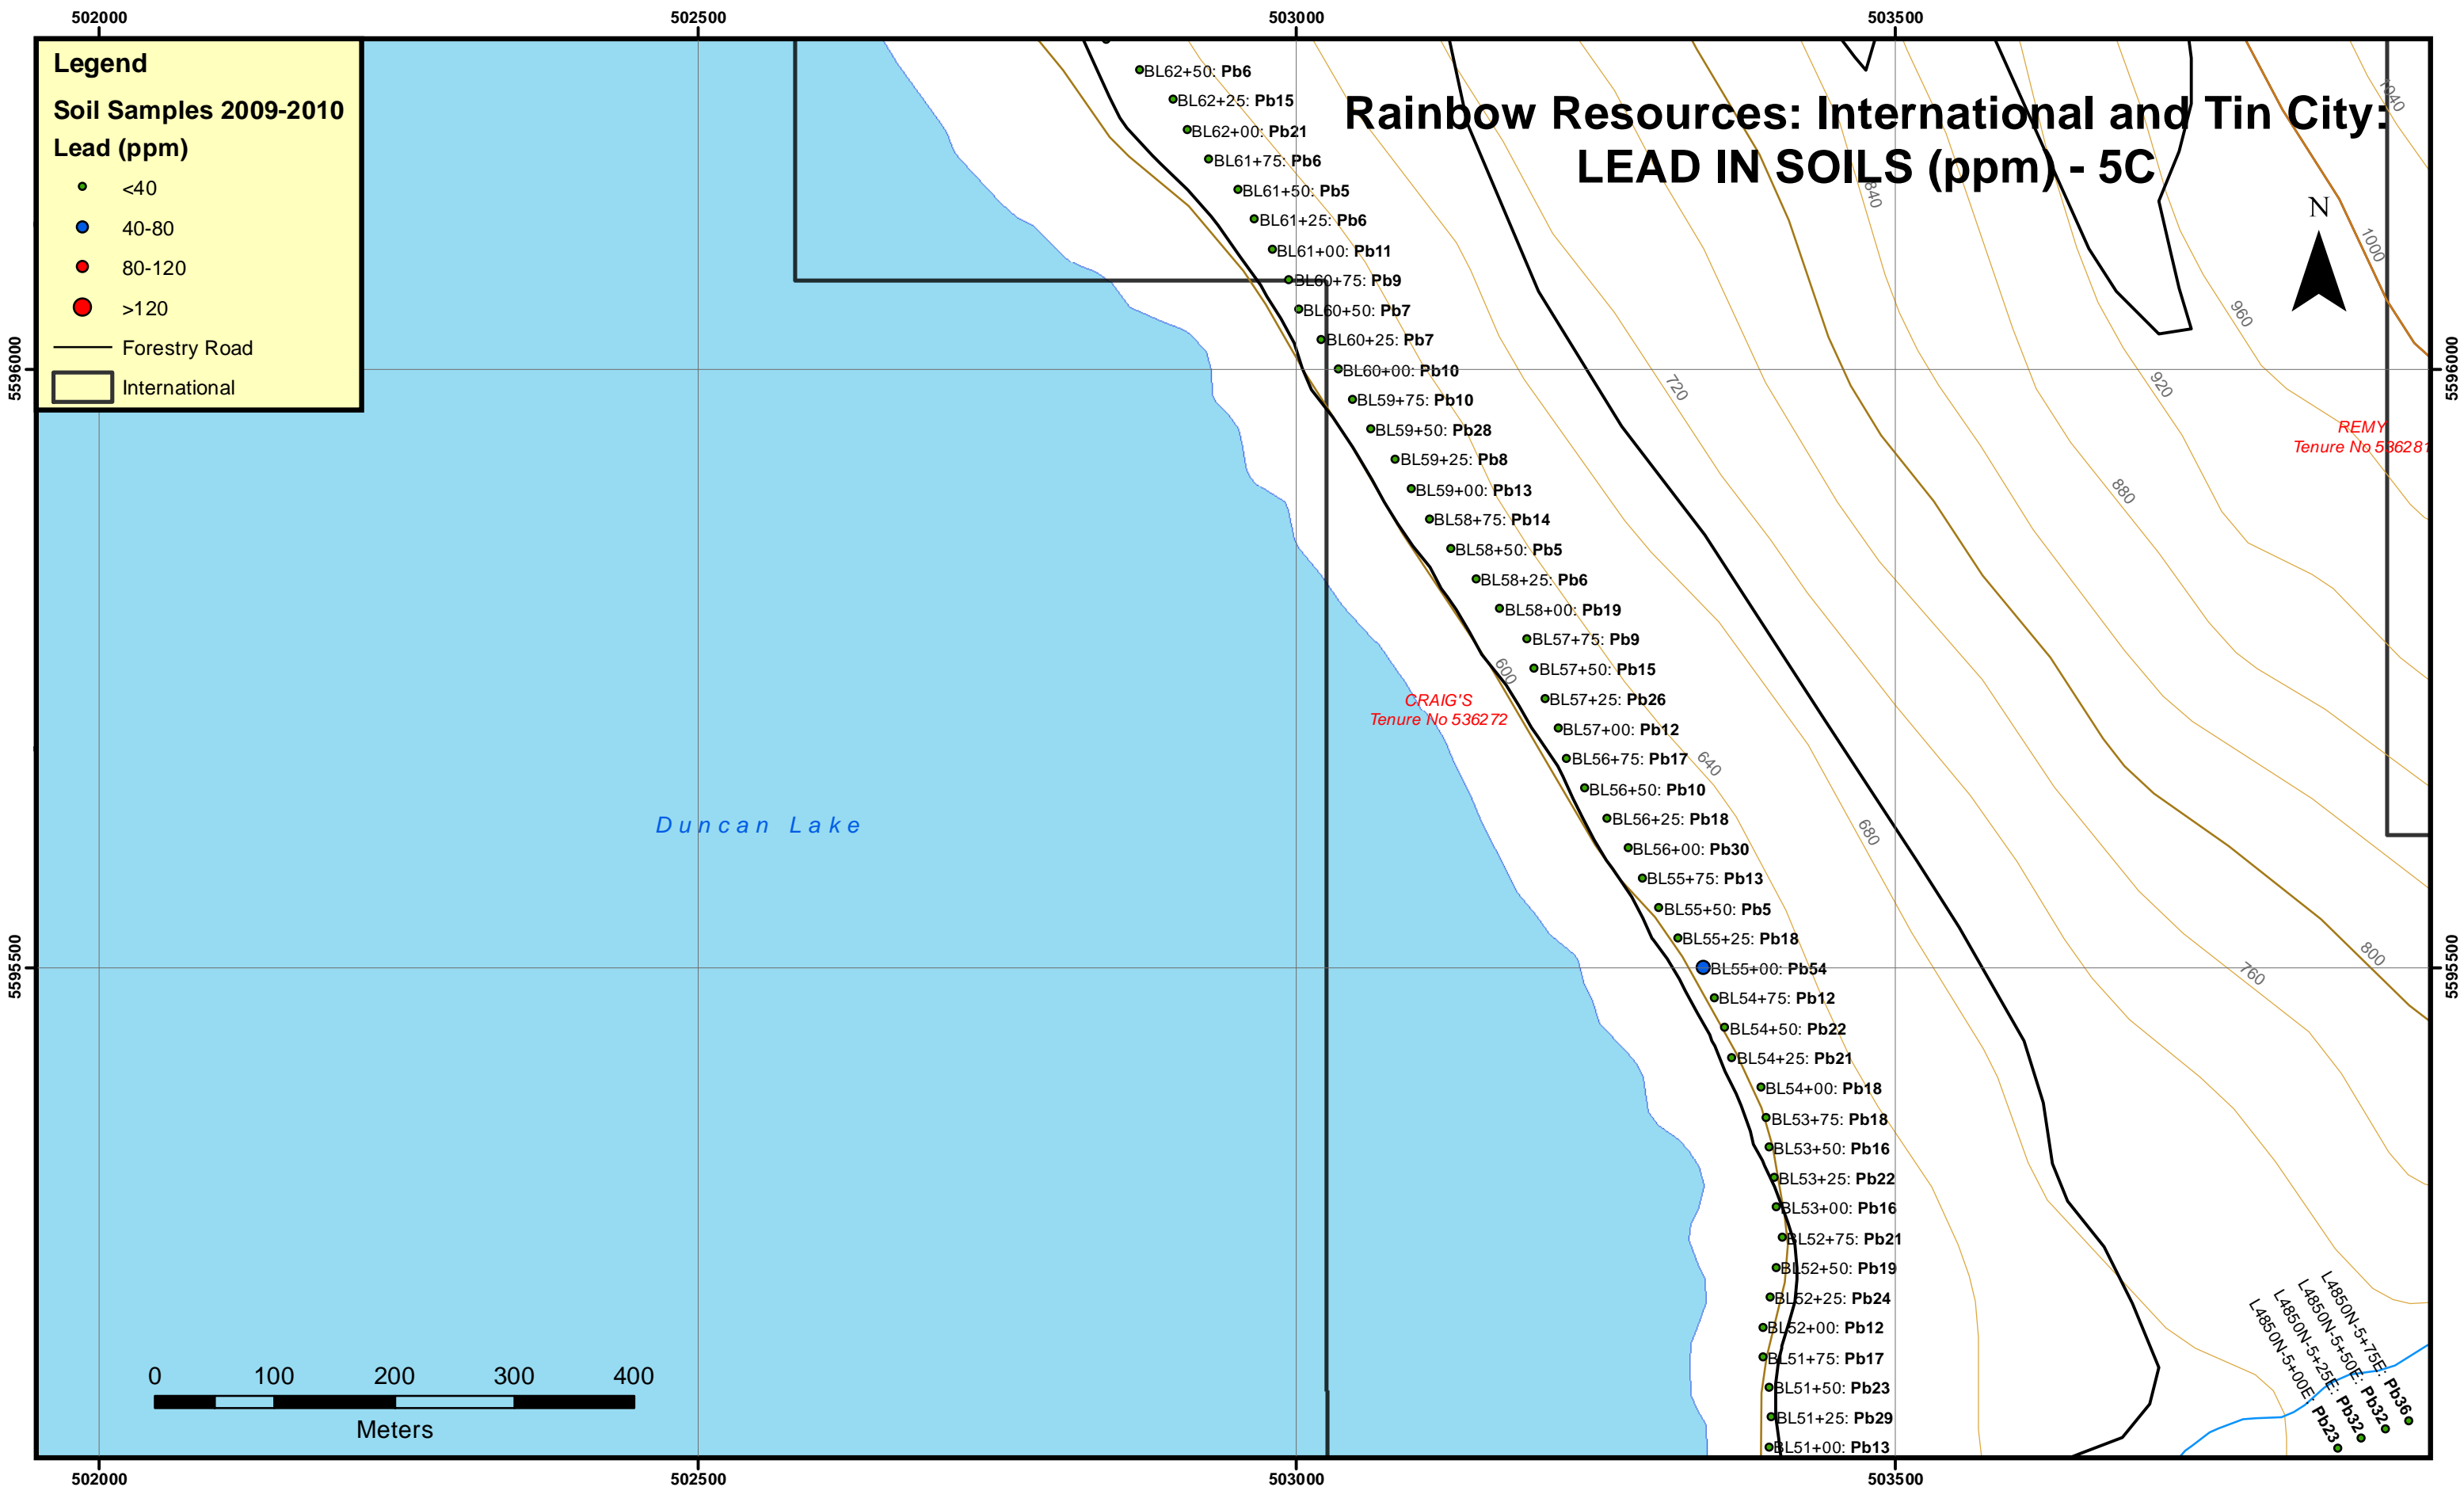 502000
502500
503000
503500
Legend
Soil Samples 2009-2010
Lead (ppm)
<40
40-80
80-120
>120
Forestry Road
International
Rainbow Resources: International and Tin City:
LEAD IN SOILS (ppm) - 5C
N
BL62+50: Pb6
BL62+25: Pb15
BL62+00: Pb21
BL61+75: Pb6
BL61+50: Pb5
BL61+25: Pb6
BL61+00: Pb11
BL60+75: Pb9
BL60+50: Pb7
BL60+25: Pb7
BL60+00: Pb10
BL59+75: Pb10
BL59+50: Pb28
BL59+25: Pb8
BL59+00: Pb13
BL58+75: Pb14
BL58+50: Pb5
BL58+25: Pb6
BL58+00: Pb19
BL57+75: Pb9
BL57+50: Pb15
BL57+25: Pb26
BL57+00: Pb12
BL56+75: Pb17
BL56+50: Pb10
BL56+25: Pb18
BL56+00: Pb30
BL55+75: Pb13
BL55+50: Pb5
BL55+25: Pb18
BL55+00: Pb54
BL54+75: Pb12
BL54+50: Pb22
BL54+25: Pb21
BL54+00: Pb18
BL53+75: Pb18
BL53+50: Pb16
BL53+25: Pb22
BL53+00: Pb16
BL52+75: Pb21
BL52+50: Pb19
BL52+25: Pb24
BL52+00: Pb12
BL51+75: Pb17
BL51+50: Pb23
BL51+25: Pb29
BL51+00: Pb13
L4850N-5+00E: Pb23
L4850N-5+25E: Pb32
L4850N-5+50E: Pb32
L4850N-5+75E: Pb36
1040
1000
960
920
880
840
800
760
720
680
640
600
REMY
Tenure No 536281
CRAIG'S
Tenure No 536272
Duncan Lake
5596000
5596000
5595500
5595500
0 100 200 300 400
Meters
502000
502500
503000
503500